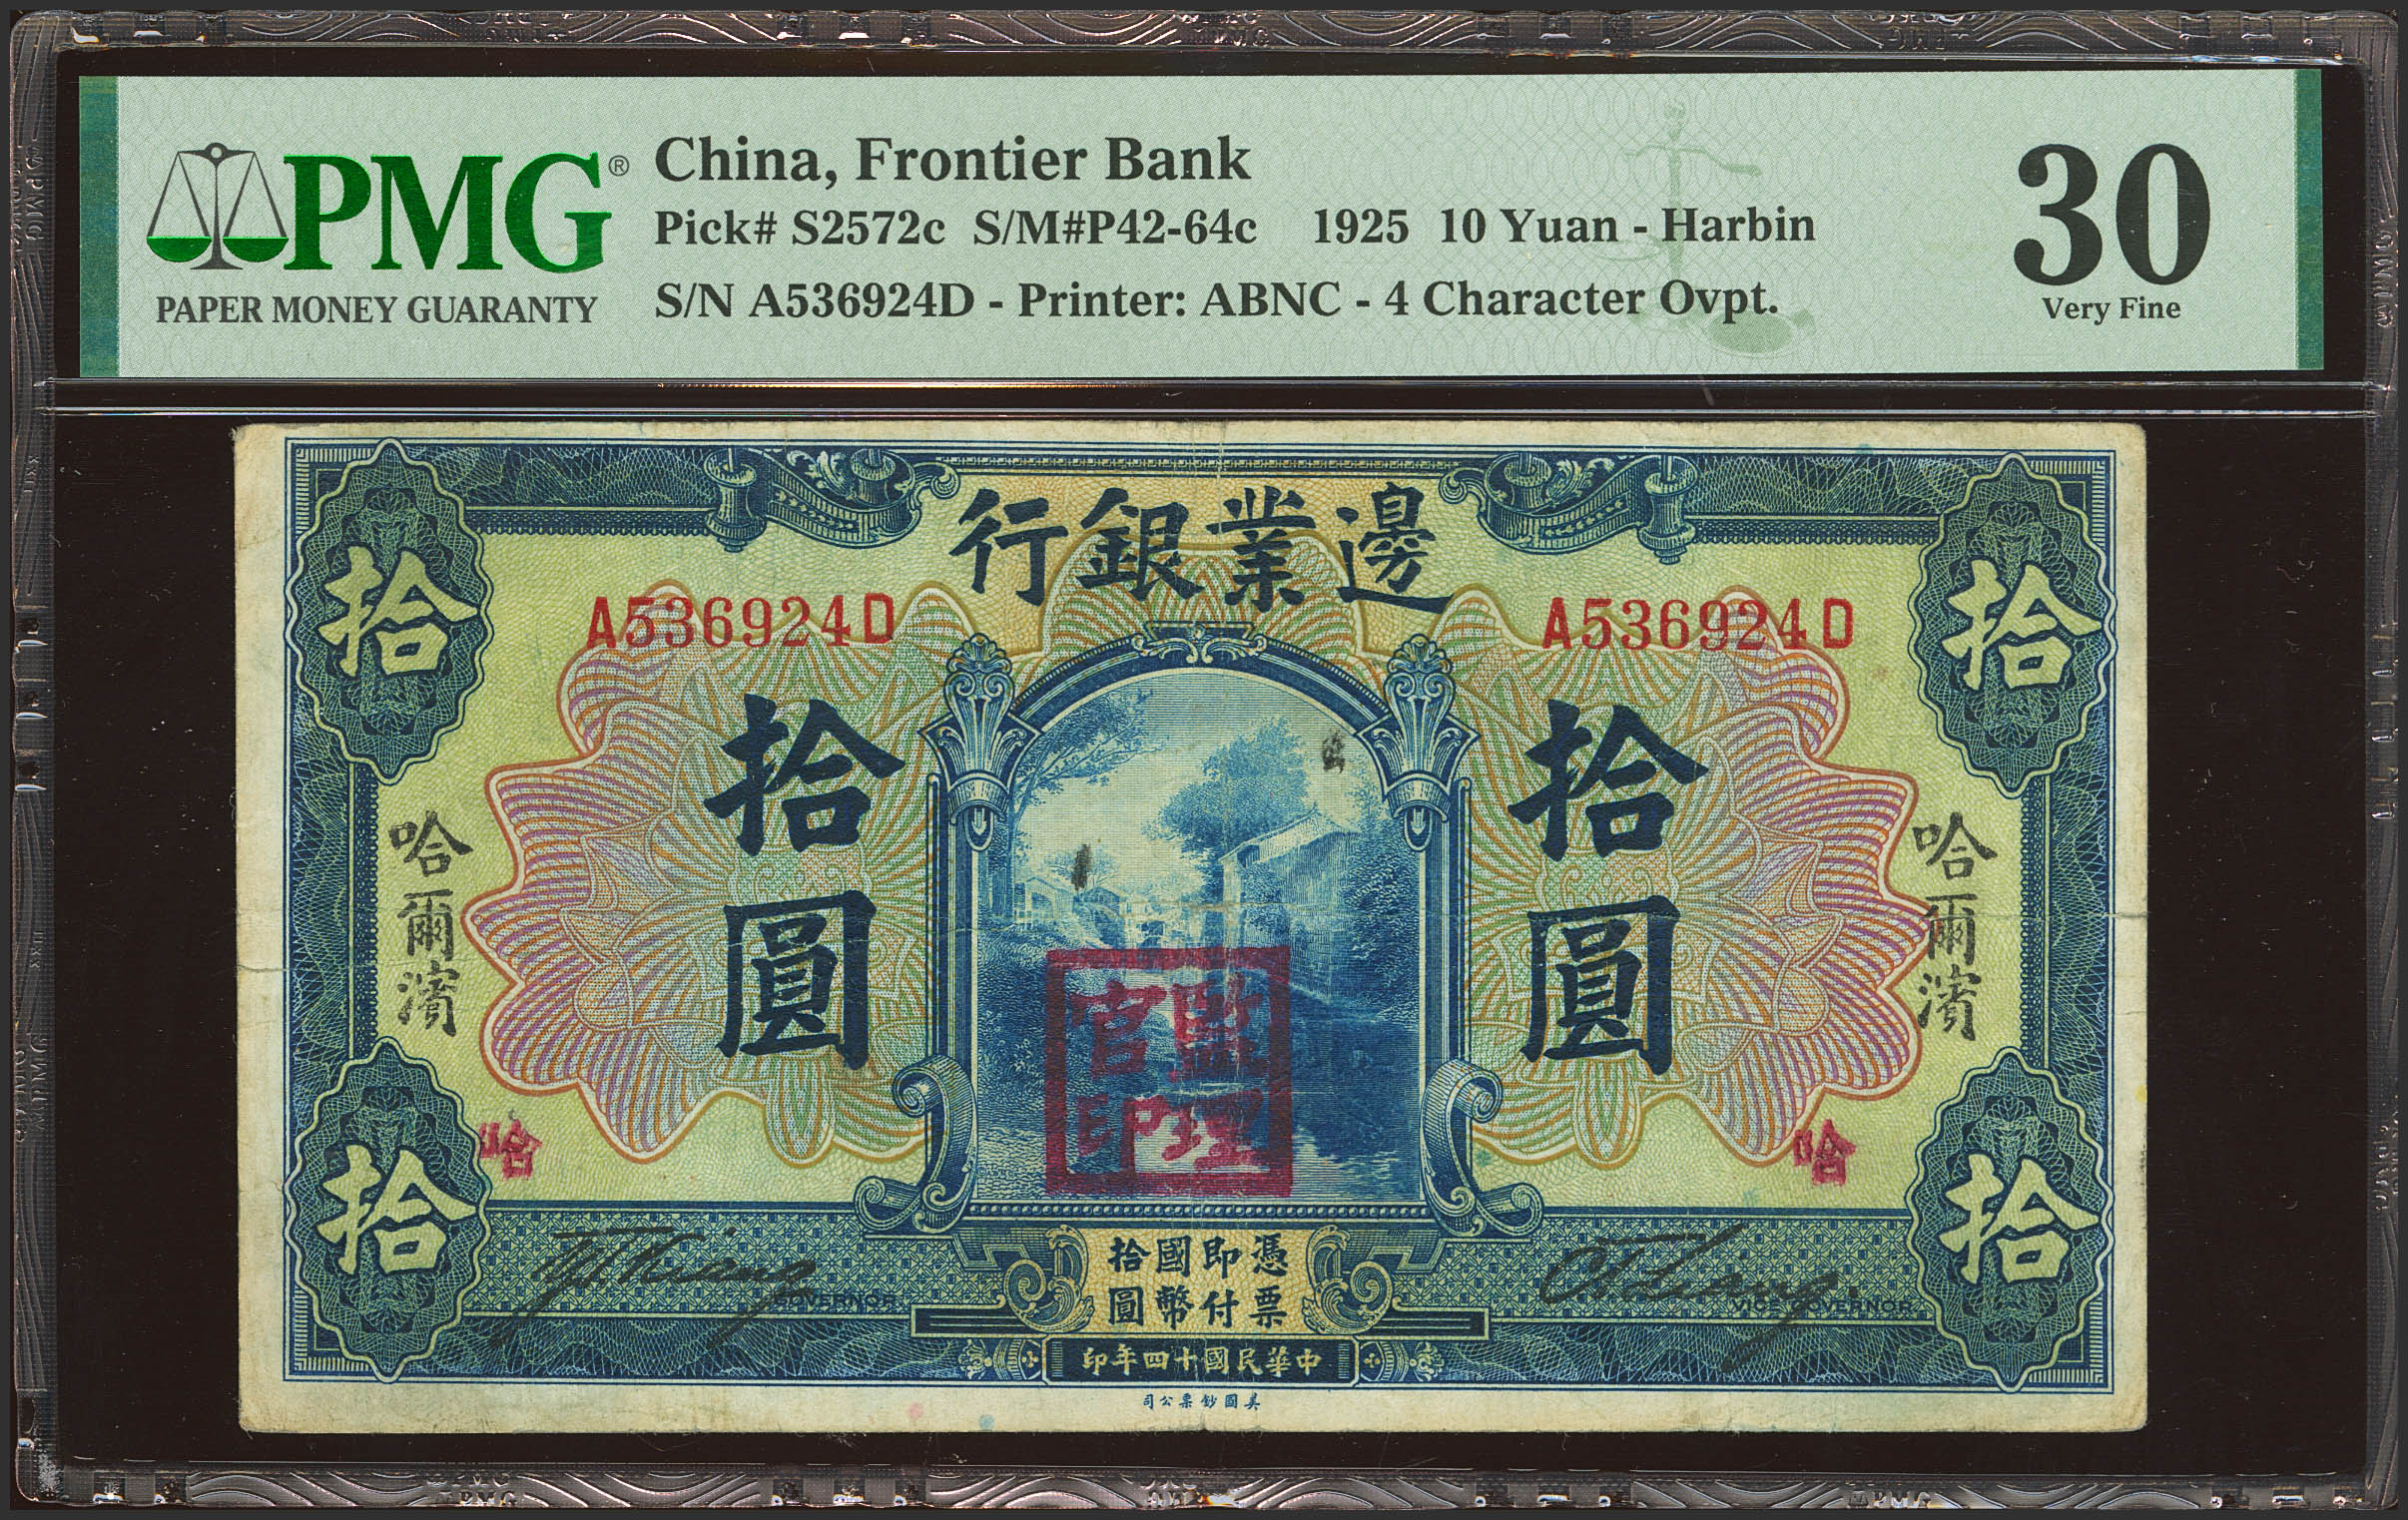 PMG®
PAPER MONEY GUARANTY
China, Frontier Bank
Pick# S2572c S/M#P42-64c 1925 10 Yuan - Harbin
S/N A536924D - Printer: ABNC - 4 Character Ovpt.
30
Very Fine
邊業銀行
A536924D
A536924D
拾
拾
拾圓
拾圓
哈爾濱
哈爾濱
監理官印
哈
哈
拾
拾
GOVERNOR
VICE GOVERNOR
憑票即付國幣拾圓
中華民國十四年印
美國鈔票公司